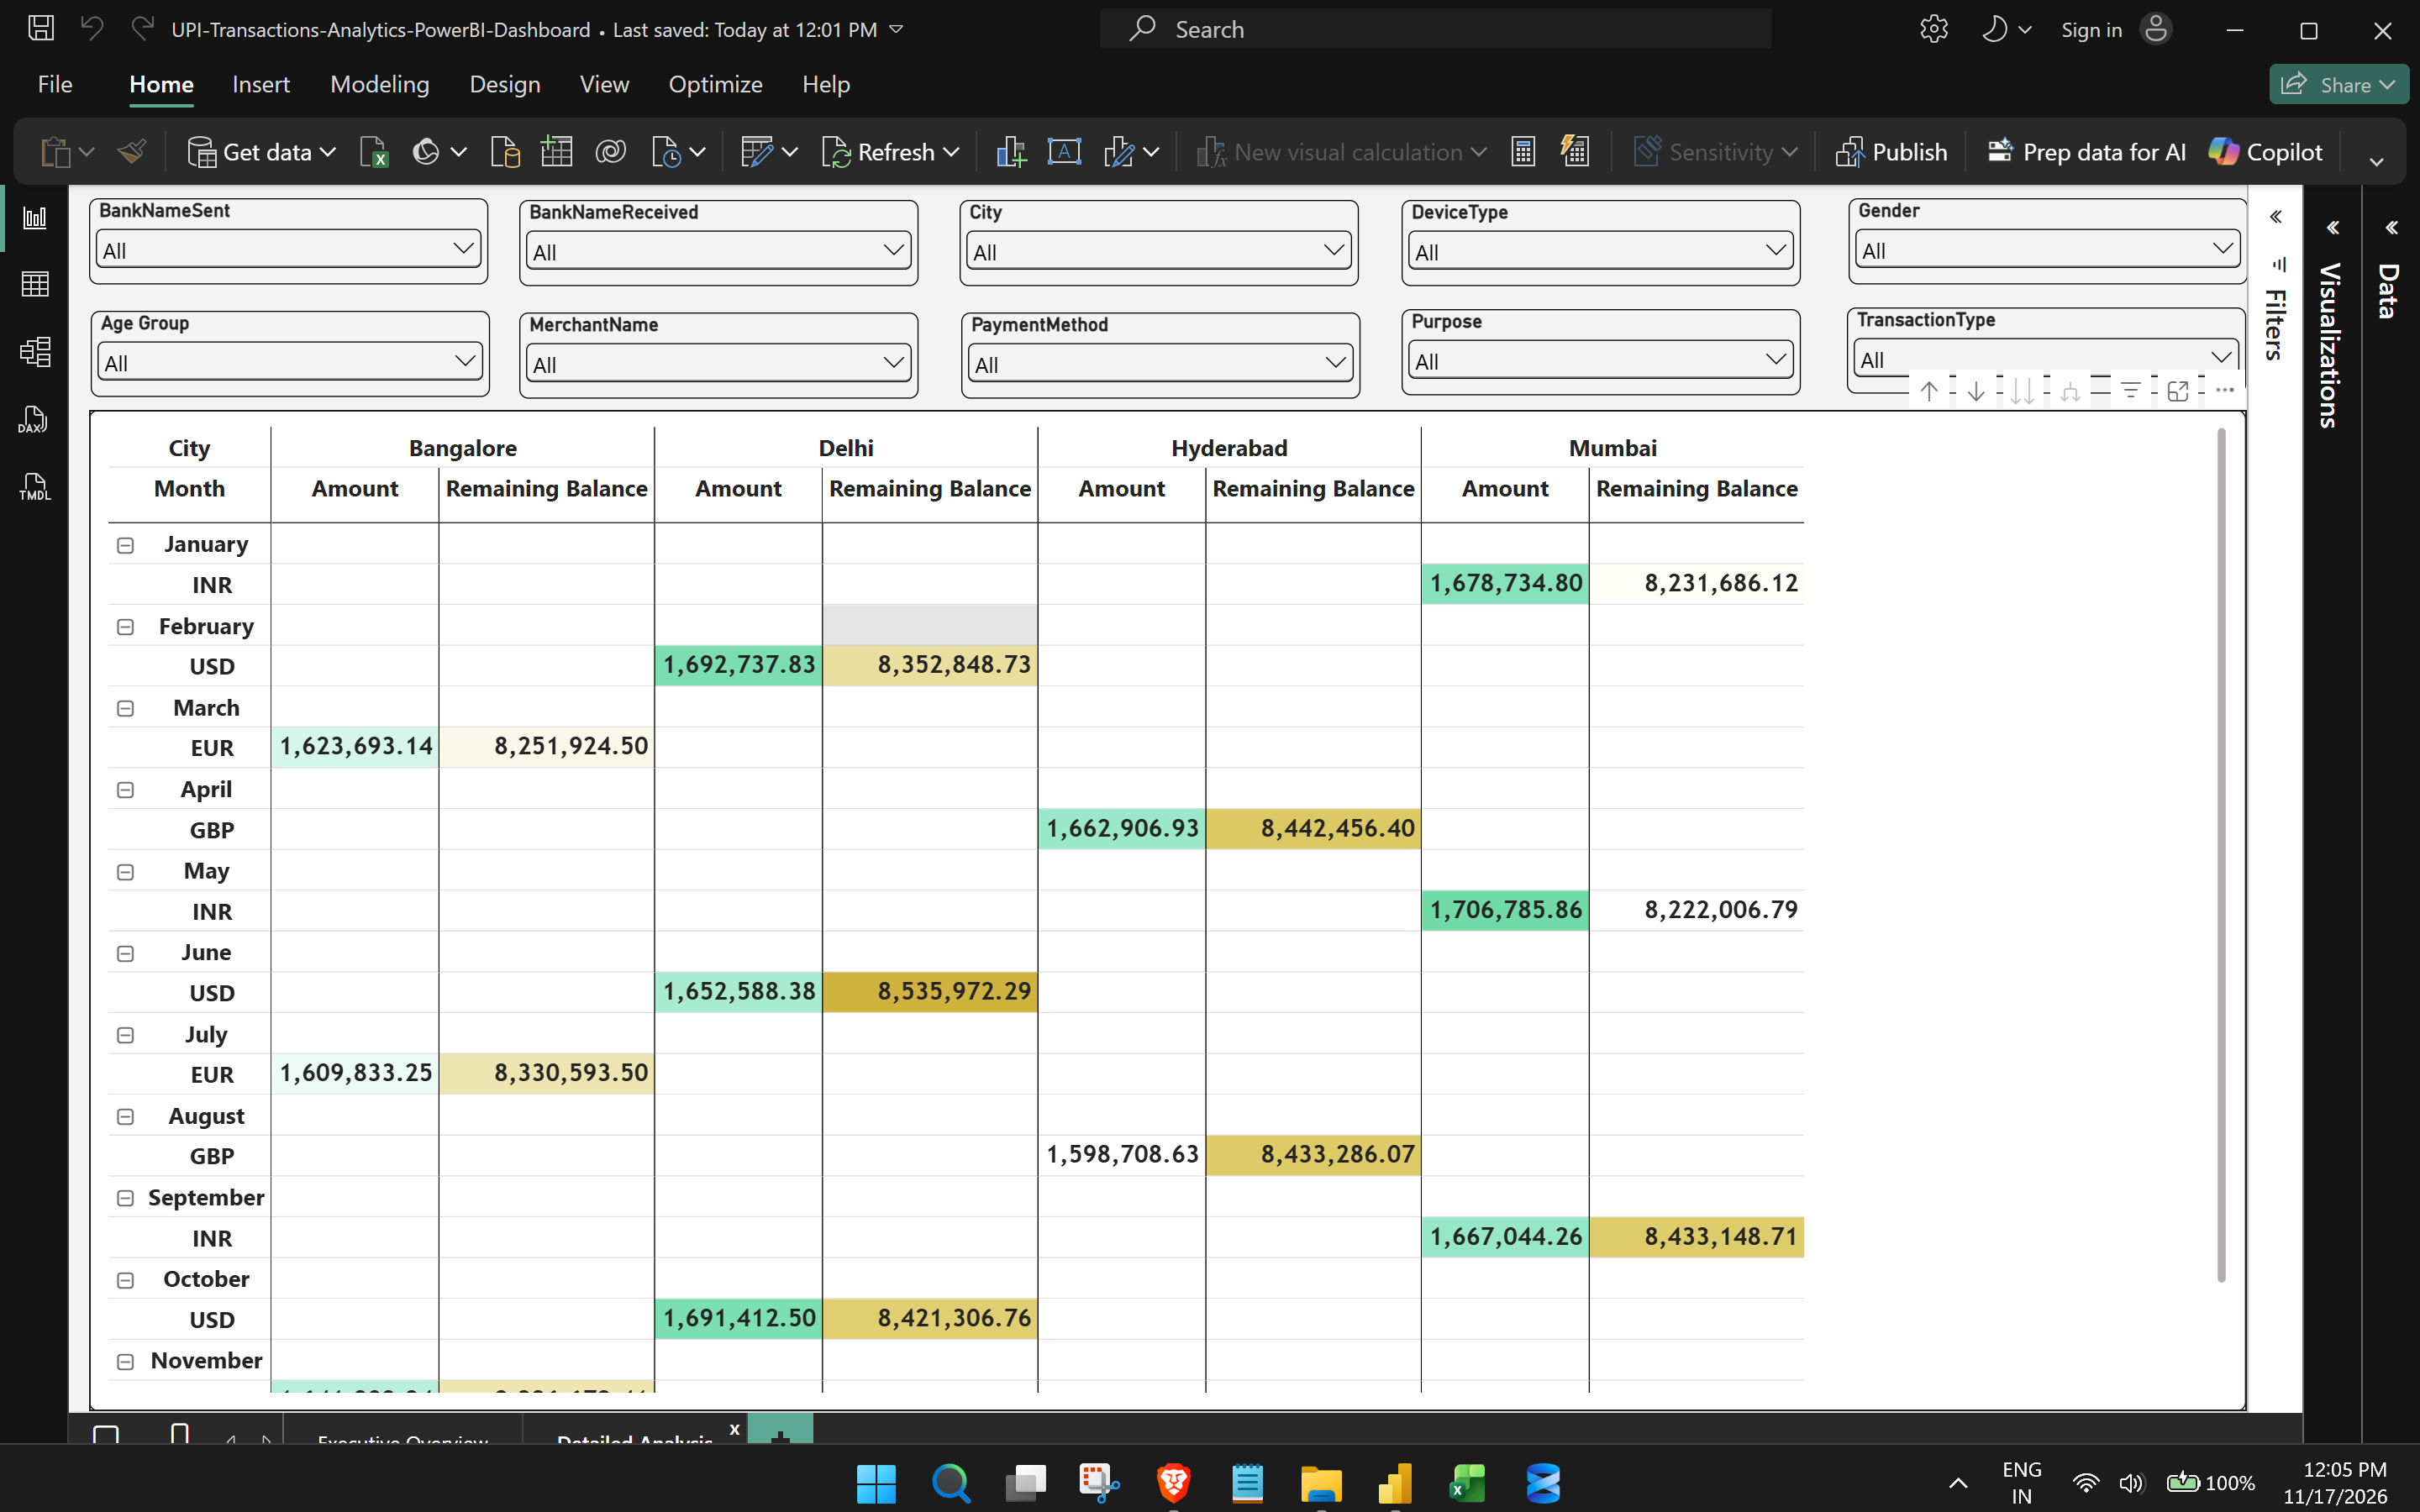 UPI-Transactions-Analytics-PowerBI-Dashboard • Last saved: Today at 12:01 PM
Search
Sign in
File Home Insert Modeling Design View Optimize Help
Share
Get data
Refresh
New visual calculation
Sensitivity
Publish
Prep data for AI
Copilot
DAX
TMDL
BankNameSent
All
BankNameReceived
All
City
All
DeviceType
All
Gender
All
Age Group
All
MerchantName
All
PaymentMethod
All
Purpose
All
TransactionType
All
Filters
Visualizations
Data
City Bangalore Delhi Hyderabad Mumbai
Month Amount Remaining Balance Amount Remaining Balance Amount Remaining Balance Amount Remaining Balance
January
INR 1,678,734.80 8,231,686.12
February
USD 1,692,737.83 8,352,848.73
March
EUR 1,623,693.14 8,251,924.50
April
GBP 1,662,906.93 8,442,456.40
May
INR 1,706,785.86 8,222,006.79
June
USD 1,652,588.38 8,535,972.29
July
EUR 1,609,833.25 8,330,593.50
August
GBP 1,598,708.63 8,433,286.07
September
INR 1,667,044.26 8,433,148.71
October
USD 1,691,412.50 8,421,306.76
November
Executive Overview
Detailed Analysis x
ENG
IN
100%
12:05 PM
11/17/2026